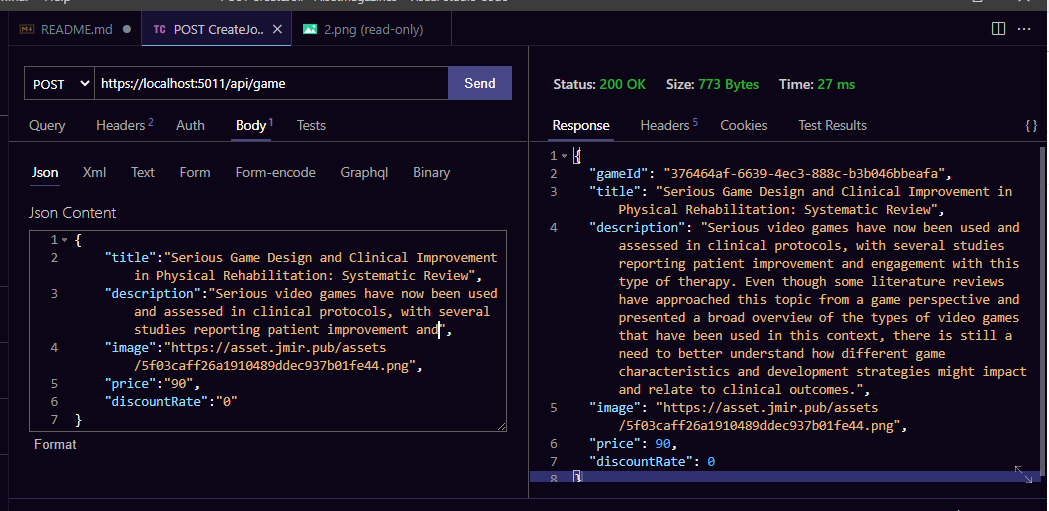 Help
README.md
TC POST CreateJo..
2.png (read-only)
POST
https://localhost:5011/api/game
Send
Query
Headers 2
Auth
Body 1
Tests
Json
Xml
Text
Form
Form-encode
Graphql
Binary
Json Content
1 {
2 "title":"Serious Game Design and Clinical Improvement
in Physical Rehabilitation: Systematic Review",
3 "description":"Serious video games have now been used
and assessed in clinical protocols, with several
studies reporting patient improvement and",
4 "image":"https://asset.jmir.pub/assets
/5f03caff26a1910489ddec937b01fe44.png",
5 "price":"90",
6 "discountRate":"0"
7 }
Format
Status: 200 OK
Size: 773 Bytes
Time: 27 ms
Response
Headers 5
Cookies
Test Results
{ }
1 {
2 "gameId": "376464af-6639-4ec3-888c-b3b046bbeafa",
3 "title": "Serious Game Design and Clinical Improvement in
Physical Rehabilitation: Systematic Review",
4 "description": "Serious video games have now been used and
assessed in clinical protocols, with several studies
reporting patient improvement and engagement with this
type of therapy. Even though some literature reviews
have approached this topic from a game perspective and
presented a broad overview of the types of video games
that have been used in this context, there is still a
need to better understand how different game
characteristics and development strategies might impact
and relate to clinical outcomes.",
5 "image": "https://asset.jmir.pub/assets
/5f03caff26a1910489ddec937b01fe44.png",
6 "price": 90,
7 "discountRate": 0
8 }